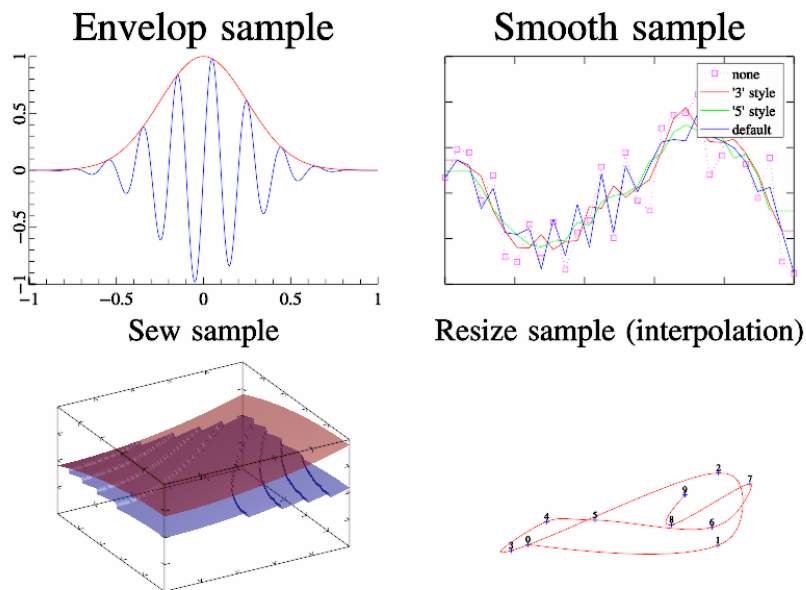 Envelop sample
Smooth sample
1
0.5
0
−0.5
−1
−1
−0.5
0
0.5
1
none
'3' style
'5' style
default
Sew sample
Resize sample (interpolation)
2
7
9
4
5
8
6
3
0
1